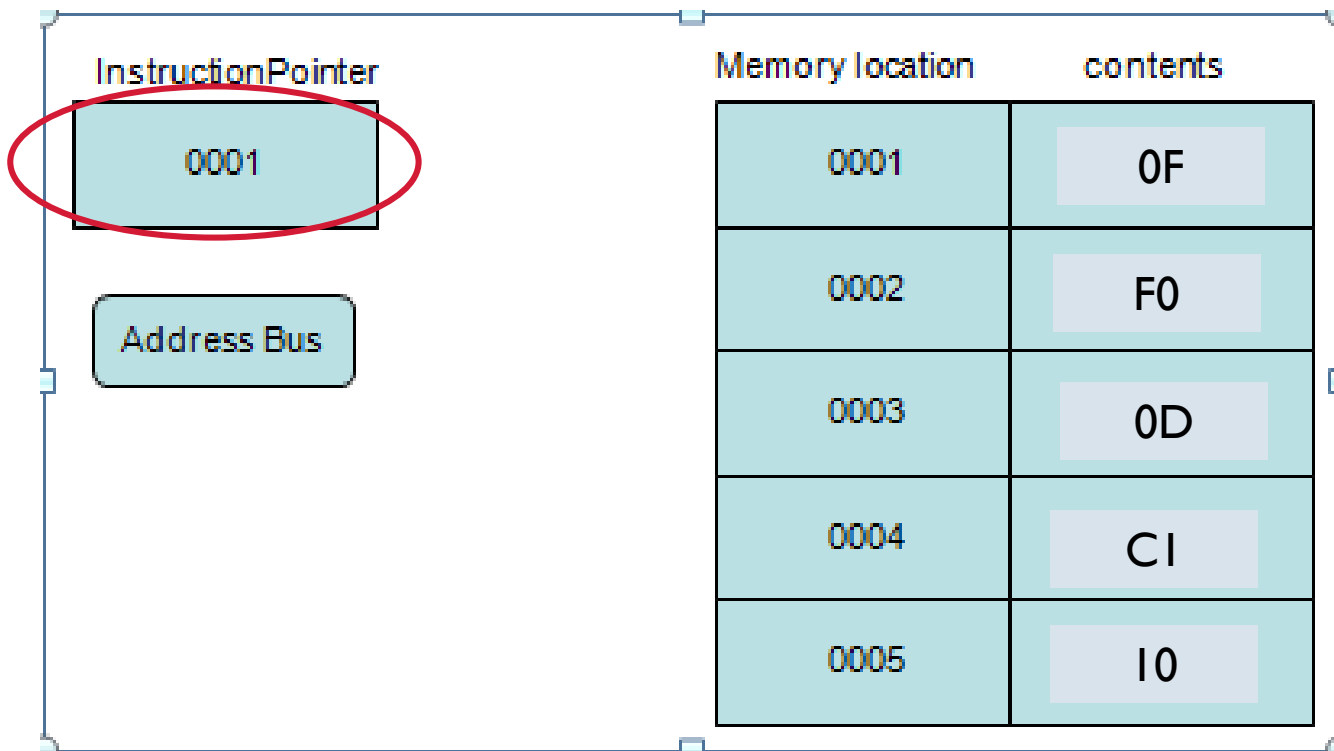 InstructionPointer
0001
Address Bus
Memory location contents
0001 0F
0002 F0
0003 0D
0004 C1
0005 10